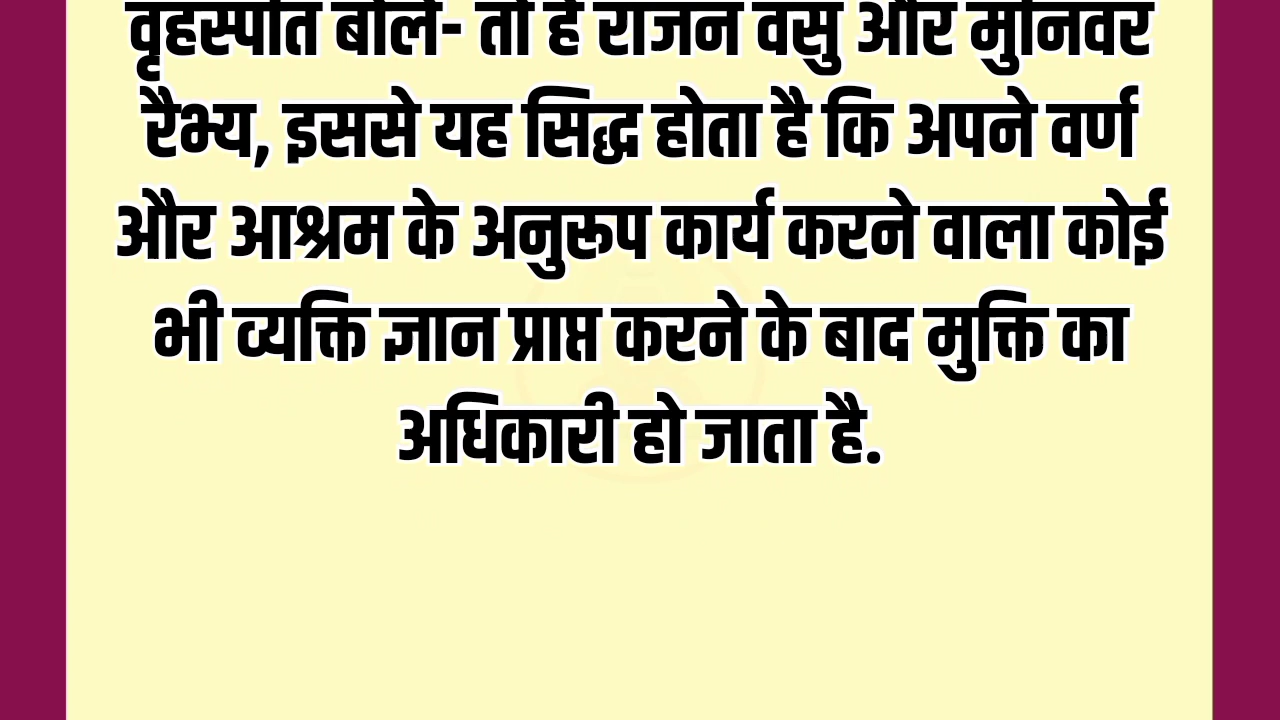 वृहस्पति बोले- तो हे राजन वसु और मुनिवर
रैभ्य, इससे यह सिद्ध होता है कि अपने वर्ण
और आश्रम के अनुरूप कार्य करने वाला कोई
भी व्यक्ति ज्ञान प्राप्त करने के बाद मुक्ति का
अधिकारी हो जाता है.